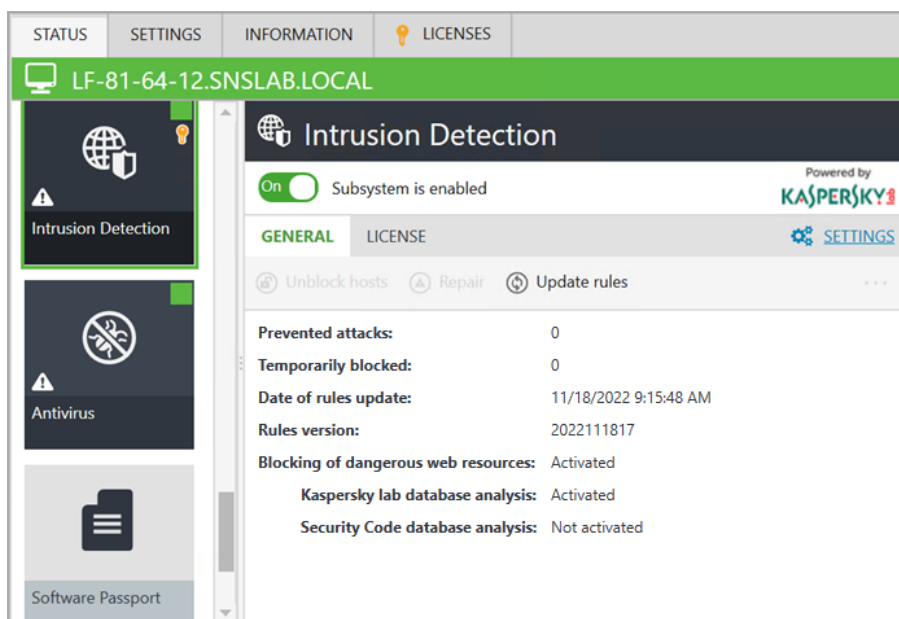 STATUS SETTINGS INFORMATION LICENSES
LF-81-64-12.SNSLAB.LOCAL
Intrusion Detection
Antivirus
Software Passport
Intrusion Detection
On Subsystem is enabled
Powered by
KASPERSKY lab
GENERAL LICENSE SETTINGS
Unblock hosts Repair Update rules ...
Prevented attacks: 0
Temporarily blocked: 0
Date of rules update: 11/18/2022 9:15:48 AM
Rules version: 2022111817
Blocking of dangerous web resources: Activated
Kaspersky lab database analysis: Activated
Security Code database analysis: Not activated